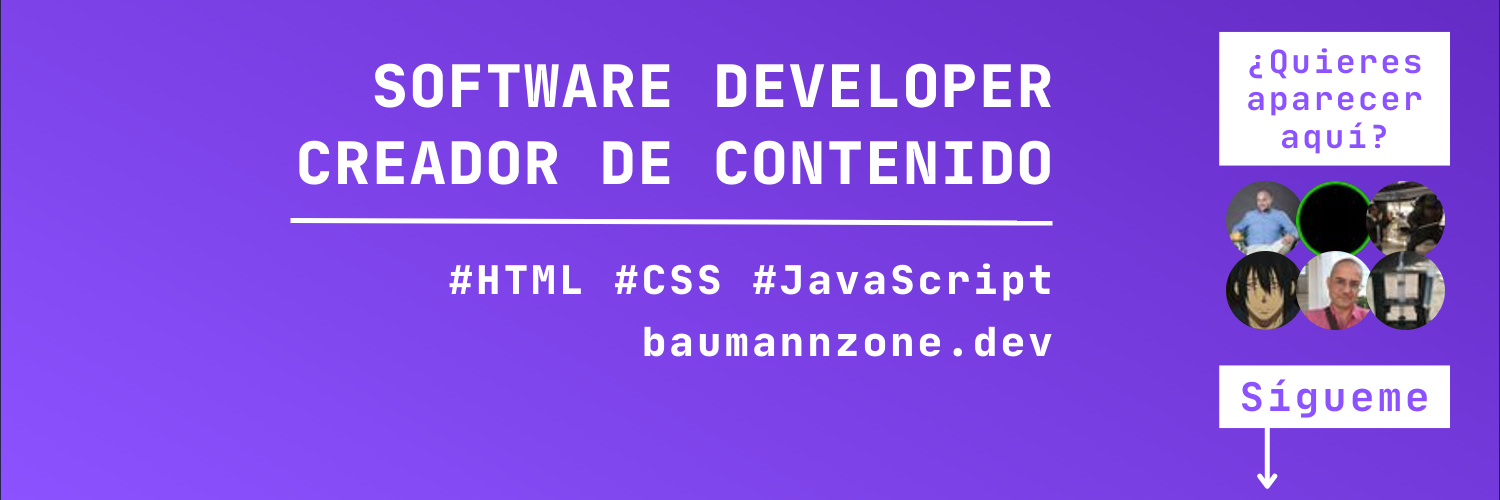 SOFTWARE DEVELOPER
CREADOR DE CONTENIDO
#HTML #CSS #JavaScript
baumannzone.dev
¿Quieres
aparecer
aquí?
Sígueme